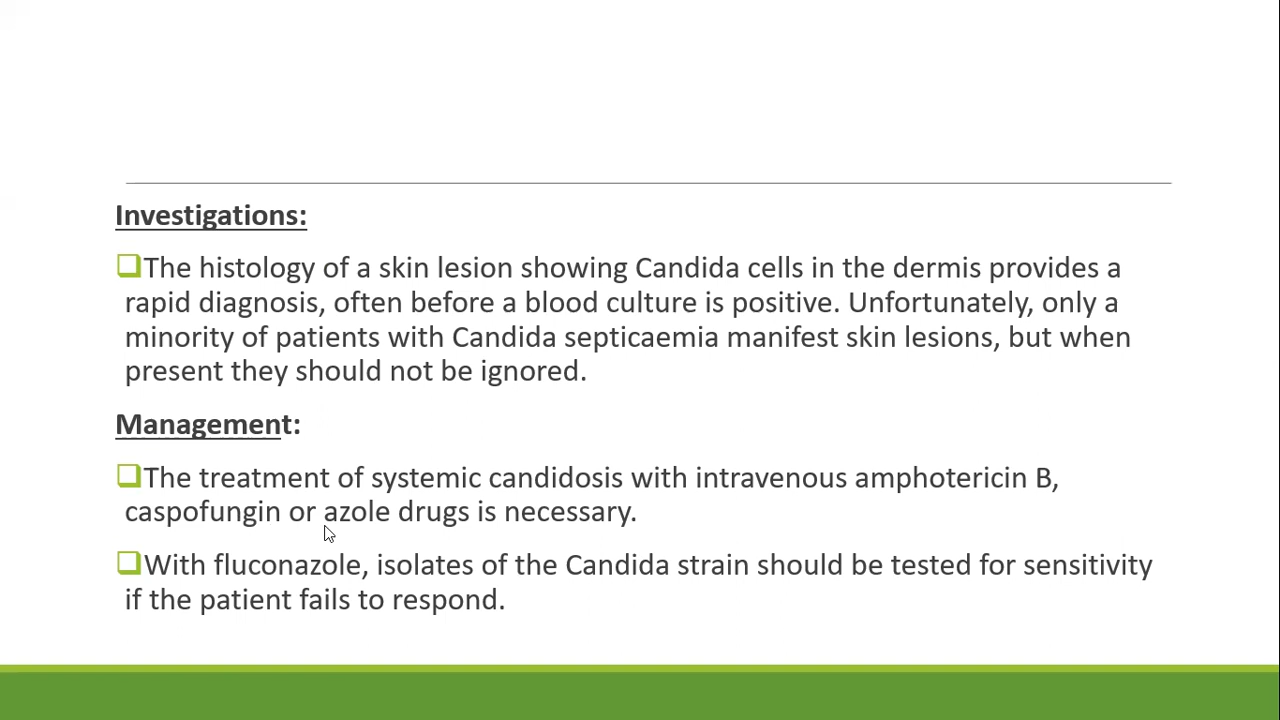 Investigations:
The histology of a skin lesion showing Candida cells in the dermis provides a
rapid diagnosis, often before a blood culture is positive. Unfortunately, only a
minority of patients with Candida septicaemia manifest skin lesions, but when
present they should not be ignored.
Management:
The treatment of systemic candidosis with intravenous amphotericin B,
caspofungin or azole drugs is necessary.
With fluconazole, isolates of the Candida strain should be tested for sensitivity
if the patient fails to respond.